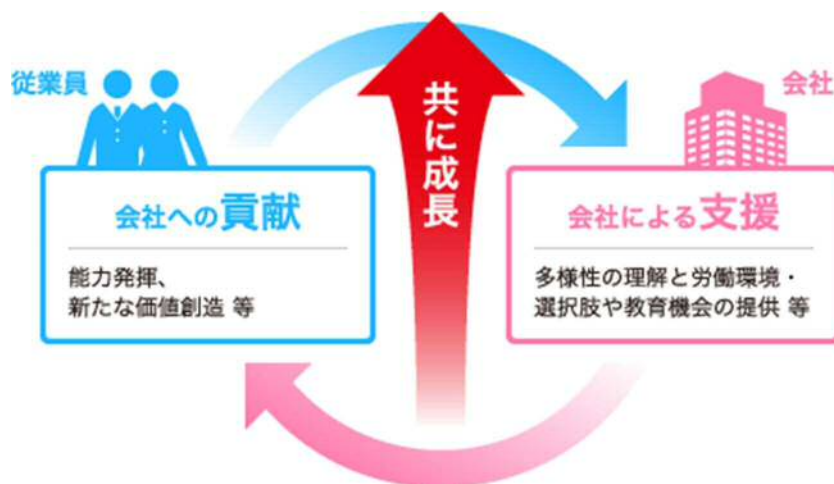 従業員
会社への貢献
能力発揮、
新たな価値創造 等
共に成長
会社
会社による支援
多様性の理解と労働環境・
選択肢や教育機会の提供 等